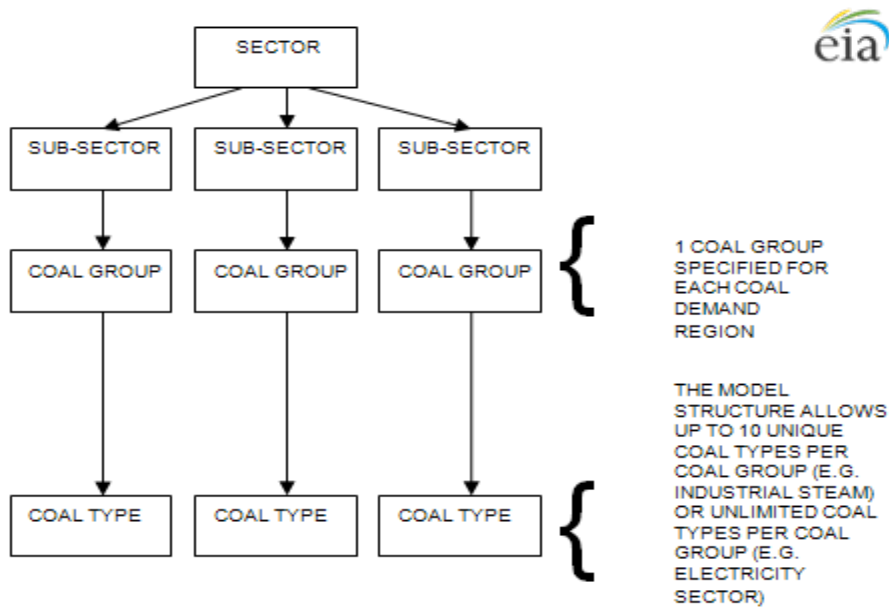 eia
SECTOR
SUB-SECTOR
SUB-SECTOR
SUB-SECTOR
COAL GROUP
COAL GROUP
COAL GROUP
1 COAL GROUP
SPECIFIED FOR
EACH COAL
DEMAND
REGION
THE MODEL
STRUCTURE ALLOWS
UP TO 10 UNIQUE
COAL TYPES PER
COAL GROUP (E.G.
INDUSTRIAL STEAM)
OR UNLIMITED COAL
TYPES PER COAL
GROUP (E.G.
ELECTRICITY
SECTOR)
COAL TYPE
COAL TYPE
COAL TYPE